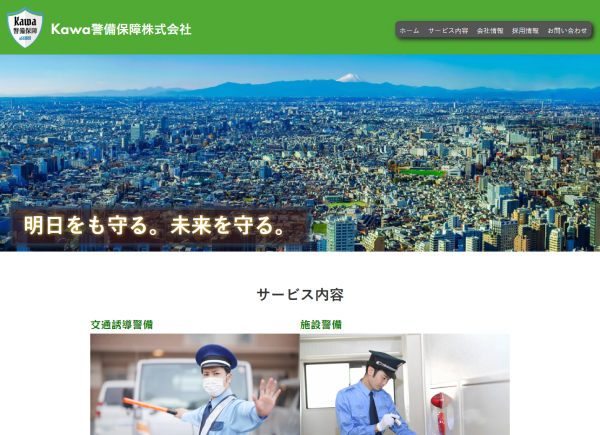 Kawa
警備保障
Kawa警備保障株式会社
ホーム サービス内容 会社情報 採用情報 お問い合わせ
明日をも守る。未来を守る。
サービス内容
交通誘導警備 施設警備